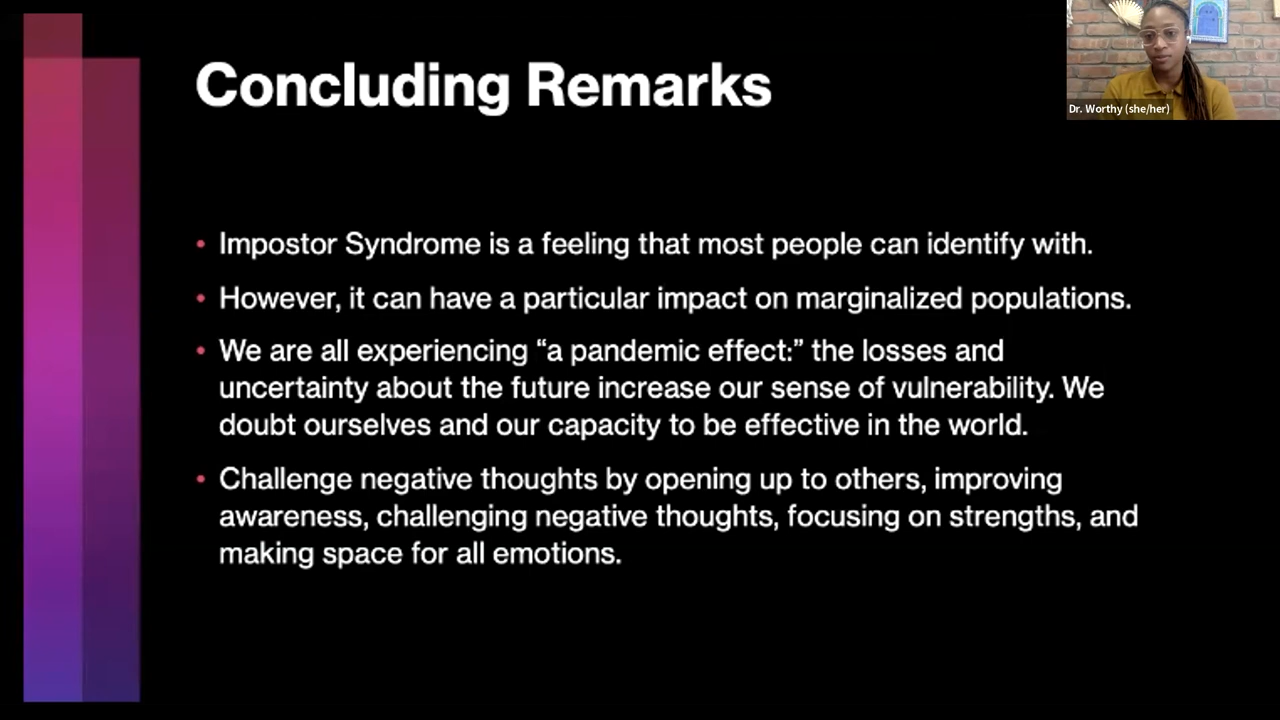 Concluding Remarks
Dr. Worthy (she/her)
• Impostor Syndrome is a feeling that most people can identify with.
• However, it can have a particular impact on marginalized populations.
• We are all experiencing “a pandemic effect:” the losses and
uncertainty about the future increase our sense of vulnerability. We
doubt ourselves and our capacity to be effective in the world.
• Challenge negative thoughts by opening up to others, improving
awareness, challenging negative thoughts, focusing on strengths, and
making space for all emotions.